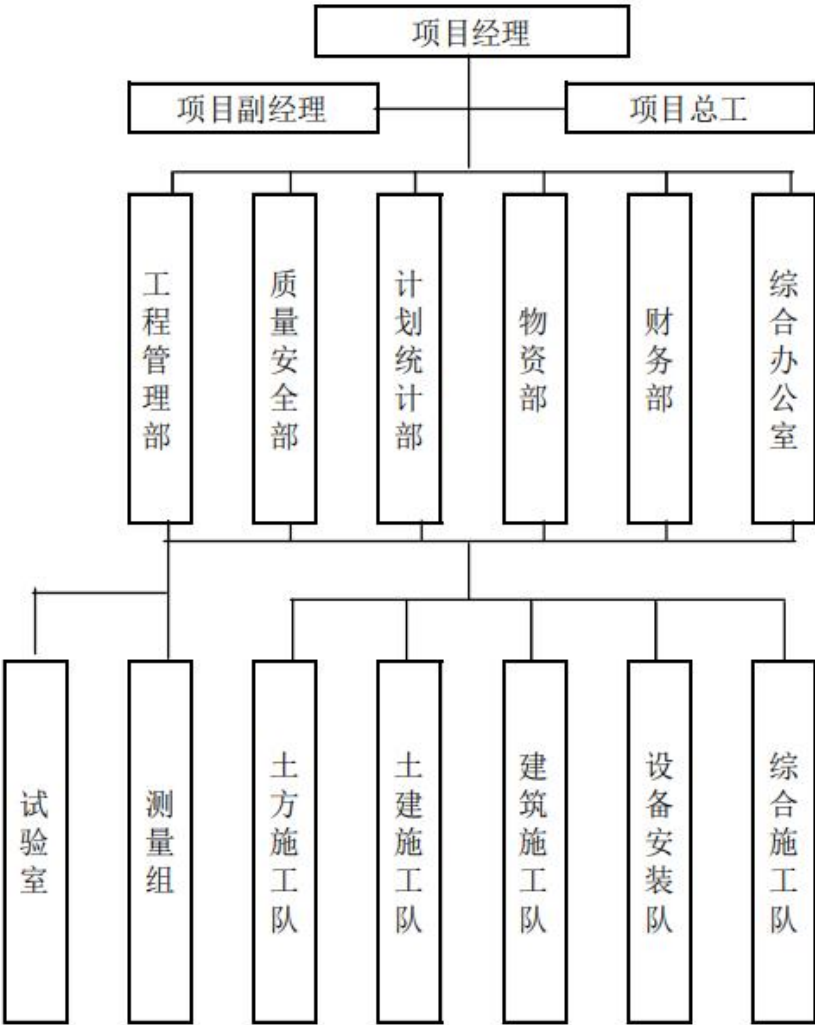 项目经理
项目副经理
项目总工
工程管理部
质量安全部
计划统计部
物资部
财务部
综合办公室
试验室
测量组
土方施工队
土建施工队
建筑施工队
设备安装队
综合施工队